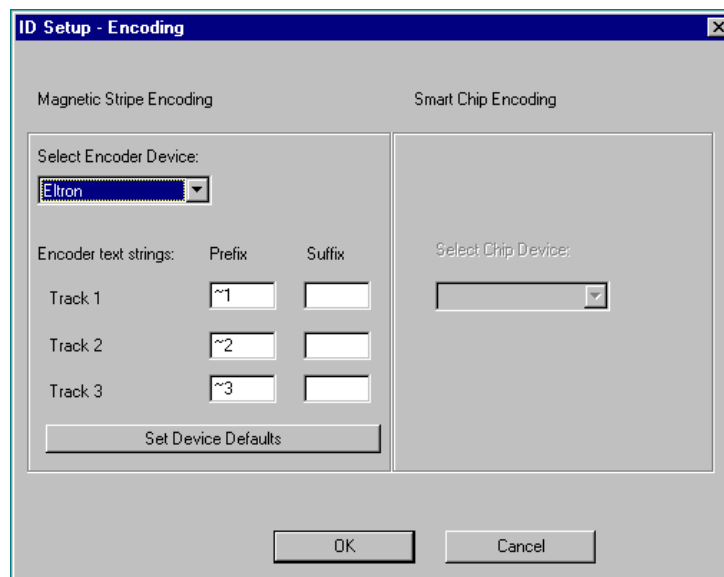 ID Setup - Encoding
Magnetic Stripe Encoding
Smart Chip Encoding
Select Encoder Device:
Eltron
Select Chip Device:
Encoder text strings: Prefix Suffix
Track 1 ~1
Track 2 ~2
Track 3 ~3
Set Device Defaults
OK Cancel